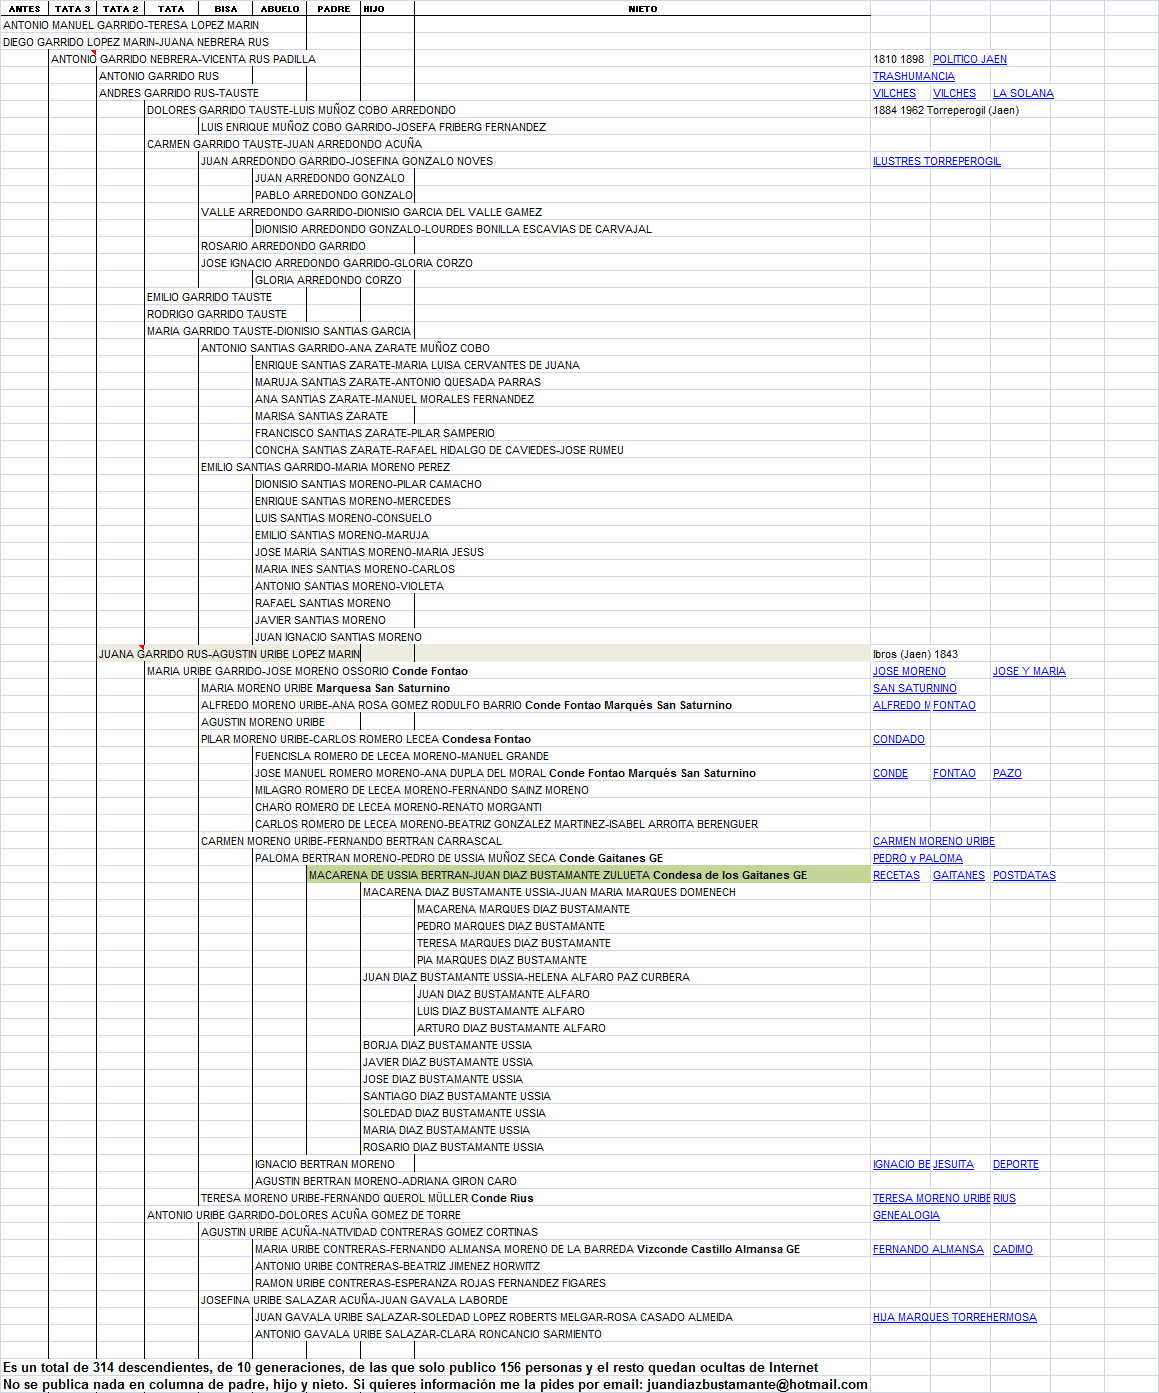 ANTES TATA 3 TATA 2 TATA BISA ABUELO PADRE HIJO NIETO
ANTONIO MANUEL GARRIDO-TERESA LOPEZ MARIN
DIEGO GARRIDO LOPEZ MARIN-JUANA NEBRERA RUS
ANTONIO GARRIDO NEBRERA-VICENTA RUS PADILLA 1810 1898 POLITICO JAEN
ANTONIO GARRIDO RUS TRASHUMANCIA
ANDRES GARRIDO RUS-TAUSTE VILCHES VILCHES LA SOLANA
DOLORES GARRIDO TAUSTE-LUIS MUÑOZ COBO ARREDONDO 1884 1962 Torreperogil (Jaen)
LUIS ENRIQUE MUÑOZ COBO GARRIDO-JOSEFA FRIBERG FERNANDEZ
CARMEN GARRIDO TAUSTE-JUAN ARREDONDO ACUÑA
JUAN ARREDONDO GARRIDO-JOSEFINA GONZALO NOVES ILUSTRES TORREPEROGIL
JUAN ARREDONDO GONZALO
PABLO ARREDONDO GONZALO
VALLE ARREDONDO GARRIDO-DIONISIO GARCIA DEL VALLE GAMEZ
DIONISIO ARREDONDO GONZALO-LOURDES BONILLA ESCAVIAS DE CARVAJAL
ROSARIO ARREDONDO GARRIDO
JOSE IGNACIO ARREDONDO GARRIDO-GLORIA CORZO
GLORIA ARREDONDO CORZO
EMILIO GARRIDO TAUSTE
RODRIGO GARRIDO TAUSTE
MARIA GARRIDO TAUSTE-DIONISIO SANTIAS GARCIA
ANTONIO SANTIAS GARRIDO-ANA ZARATE MUÑOZ COBO
ENRIQUE SANTIAS ZARATE-MARIA LUISA CERVANTES DE JUANA
MARUJA SANTIAS ZARATE-ANTONIO QUESADA PARRAS
ANA SANTIAS ZARATE-MANUEL MORALES FERNANDEZ
MARISA SANTIAS ZARATE
FRANCISCO SANTIAS ZARATE-PILAR SAMPERIO
CONCHA SANTIAS ZARATE-RAFAEL HIDALGO DE CAVIEDES-JOSE RUMEU
EMILIO SANTIAS GARRIDO-MARIA MORENO PEREZ
DIONISIO SANTIAS MORENO-PILAR CAMACHO
ENRIQUE SANTIAS MORENO-MERCEDES
LUIS SANTIAS MORENO-CONSUELO
EMILIO SANTIAS MORENO-MARUJA
JOSE MARIA SANTIAS MORENO-MARIA JESUS
MARIA INES SANTIAS MORENO-CARLOS
ANTONIO SANTIAS MORENO-VIOLETA
RAFAEL SANTIAS MORENO
JAVIER SANTIAS MORENO
JUAN IGNACIO SANTIAS MORENO
JUANA GARRIDO RUS-AGUSTIN URIBE LOPEZ MARIN Ibros (Jaen) 1843
MARIA URIBE GARRIDO-JOSE MORENO OSSORIO Conde Fontao JOSE MORENO JOSE Y MARIA
MARIA MORENO URIBE Marquesa San Saturnino SAN SATURNINO
ALFREDO MORENO URIBE-ANA ROSA GOMEZ RODULFO BARRIO Conde Fontao Marqués San Saturnino ALFREDO M FONTAO
AGUSTIN MORENO URIBE
PILAR MORENO URIBE-CARLOS ROMERO LECEA Condesa Fontao CONDADO
FUENCISLA ROMERO DE LECEA MORENO-MANUEL GRANDE
JOSE MANUEL ROMERO MORENO-ANA DUPLA DEL MORAL Conde Fontao Marqués San Saturnino CONDE FONTAO PAZO
MILAGRO ROMERO DE LECEA MORENO-FERNANDO SAINZ MORENO
CHARO ROMERO DE LECEA MORENO-RENATO MORGANTI
CARLOS ROMERO DE LECEA MORENO-BEATRIZ GONZALEZ MARTINEZ-ISABEL ARROITA BERENGUER
CARMEN MORENO URIBE-FERNANDO BERTRAN CARRASCAL CARMEN MORENO URIBE
PALOMA BERTRAN MORENO-PEDRO DE USSIA MUÑOZ SECA Conde Gaitanes GE PEDRO y PALOMA
MACARENA DE USSIA BERTRAN-JUAN DIAZ BUSTAMANTE ZULUETA Condesa de los Gaitanes GE RECETAS GAITANES POSTDATAS
MACARENA DIAZ BUSTAMANTE USSIA-JUAN MARIA MARQUES DOMENECH
MACARENA MARQUES DIAZ BUSTAMANTE
PEDRO MARQUES DIAZ BUSTAMANTE
TERESA MARQUES DIAZ BUSTAMANTE
PIA MARQUES DIAZ BUSTAMANTE
JUAN DIAZ BUSTAMANTE USSIA-HELENA ALFARO PAZ CURBERA
JUAN DIAZ BUSTAMANTE ALFARO
LUIS DIAZ BUSTAMANTE ALFARO
ARTURO DIAZ BUSTAMANTE ALFARO
BORJA DIAZ BUSTAMANTE USSIA
JAVIER DIAZ BUSTAMANTE USSIA
JOSE DIAZ BUSTAMANTE USSIA
SANTIAGO DIAZ BUSTAMANTE USSIA
SOLEDAD DIAZ BUSTAMANTE USSIA
MARIA DIAZ BUSTAMANTE USSIA
ROSARIO DIAZ BUSTAMANTE USSIA
IGNACIO BERTRAN MORENO IGNACIO BE JESUITA DEPORTE
AGUSTIN BERTRAN MORENO-ADRIANA GIRON CARO
TERESA MORENO URIBE-FERNANDO QUEROL MÜLLER Conde Rius TERESA MORENO URIBE RIUS
ANTONIO URIBE GARRIDO-DOLORES ACUÑA GOMEZ DE TORRE GENEALOGIA
AGUSTIN URIBE ACUÑA-NATIVIDAD CONTRERAS GOMEZ CORTINAS
MARIA URIBE CONTRERAS-FERNANDO ALMANSA MORENO DE LA BARREDA Vizconde Castillo Almansa GE FERNANDO ALMANSA CADIMO
ANTONIO URIBE CONTRERAS-BEATRIZ JIMENEZ HORWITZ
RAMON URIBE CONTRERAS-ESPERANZA ROJAS FERNANDEZ FIGARES
JOSEFINA URIBE SALAZAR ACUÑA-JUAN GAVALA LABORDE
JUAN GAVALA URIBE SALAZAR-SOLEDAD LOPEZ ROBERTS MELGAR-ROSA CASADO ALMEIDA HIJA MARQUES TORREHERMOSA
ANTONIO GAVALA URIBE SALAZAR-CLARA RONCANCIO SARMIENTO
Es un total de 314 descendientes, de 10 generaciones, de las que solo publico 156 personas y el resto quedan ocultas de Internet
No se publica nada en columna de padre, hijo y nieto. Si quieres información me la pides por email: juandiazbustamante@hotmail.com